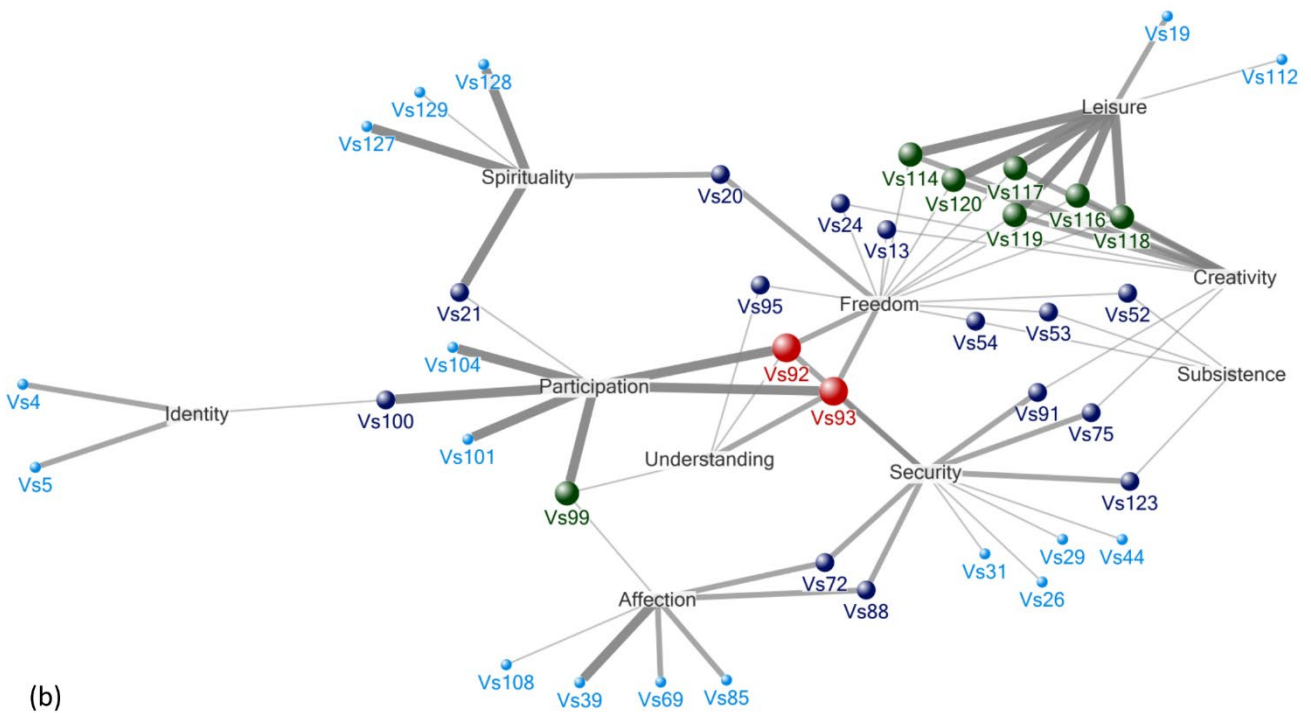 Vs19
Vs128
Vs112
Vs129
Leisure
Vs127
Spirituality
Vs114
Vs117
Vs20
Vs120
Vs24
Vs116
Vs13
Vs119
Vs118
Creativity
Vs21
Vs95
Freedom
Vs52
Vs53
Vs54
Vs104
Vs92
Subsistence
Participation
Vs4
Identity
Vs100
Vs93
Vs91
Vs75
Vs101
Understanding
Security
Vs5
Vs123
Vs99
Vs29
Vs44
Vs31
Vs72
Vs26
Affection
Vs88
Vs108
(b)
Vs39
Vs69
Vs85